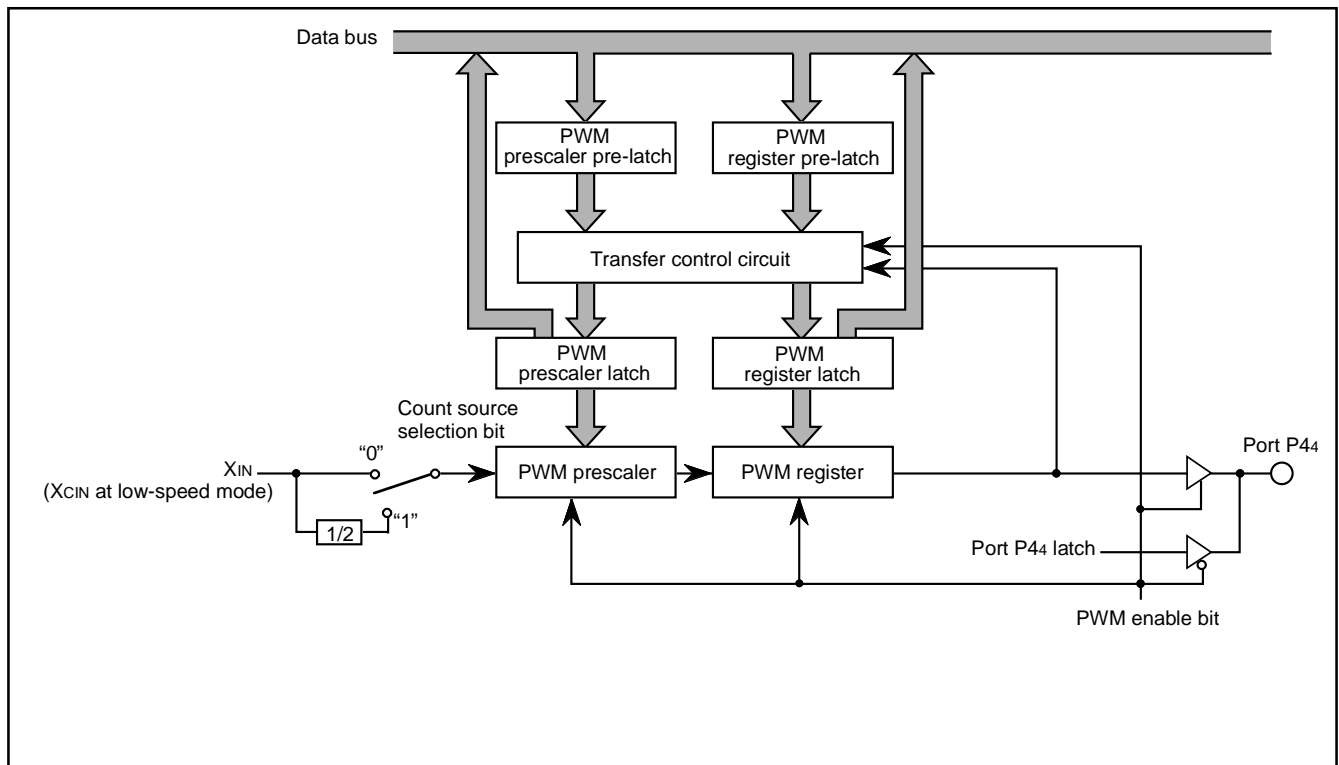 Data bus
PWM
prescaler pre-latch
PWM
register pre-latch
Transfer control circuit
PWM
prescaler latch
PWM
register latch
Count source
selection bit
XIN
(XCIN at low-speed mode)
“0”
“1”
1/2
PWM prescaler
PWM register
Port P44
Port P44 latch
PWM enable bit